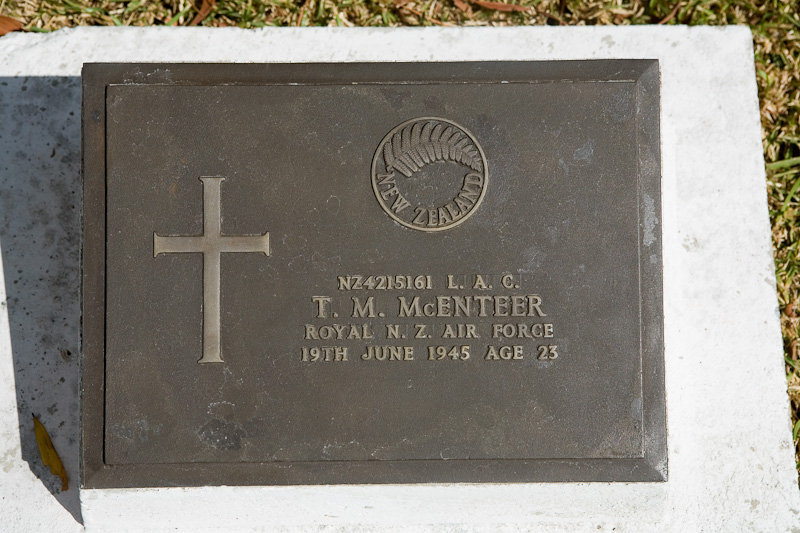 NEW ZEALAND
NZ4215161 L. A. C.
T. M. McENTEER
ROYAL N. Z. AIR FORCE
19TH JUNE 1945 AGE 23